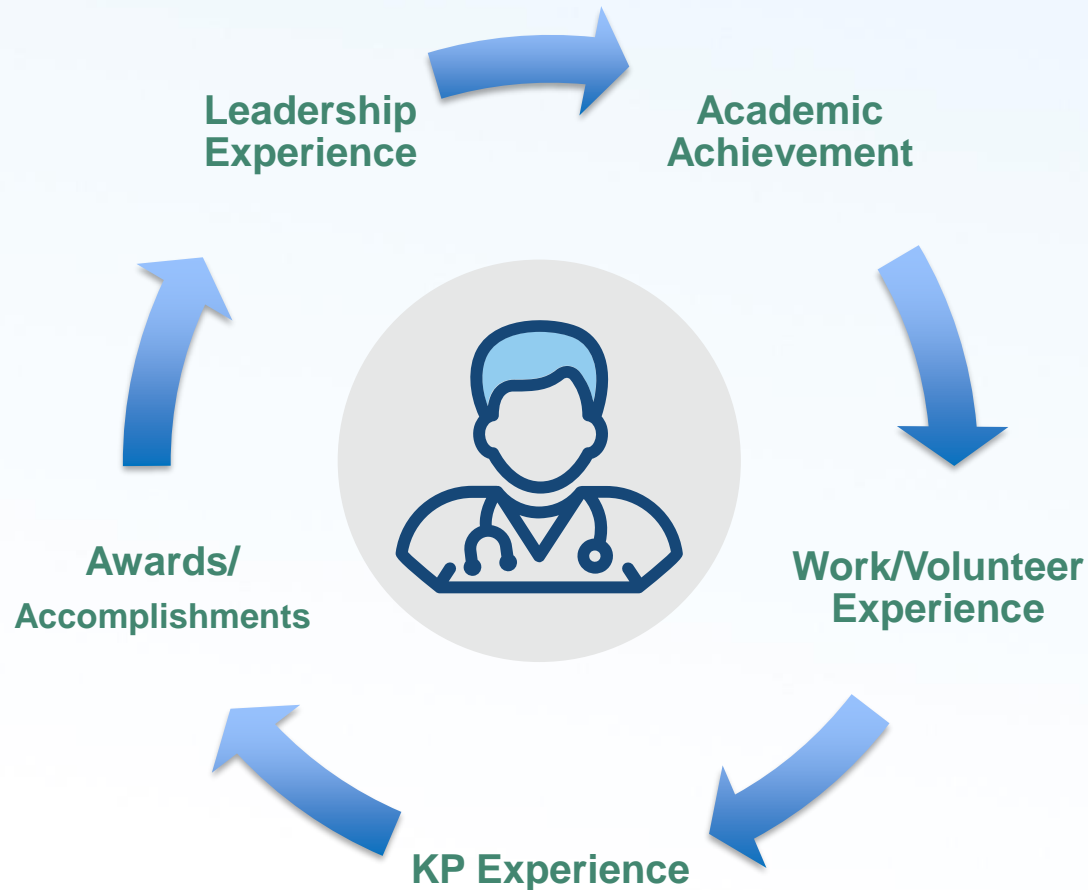 Leadership
Experience
Academic
Achievement
Work/Volunteer
Experience
KP Experience
Awards/
Accomplishments